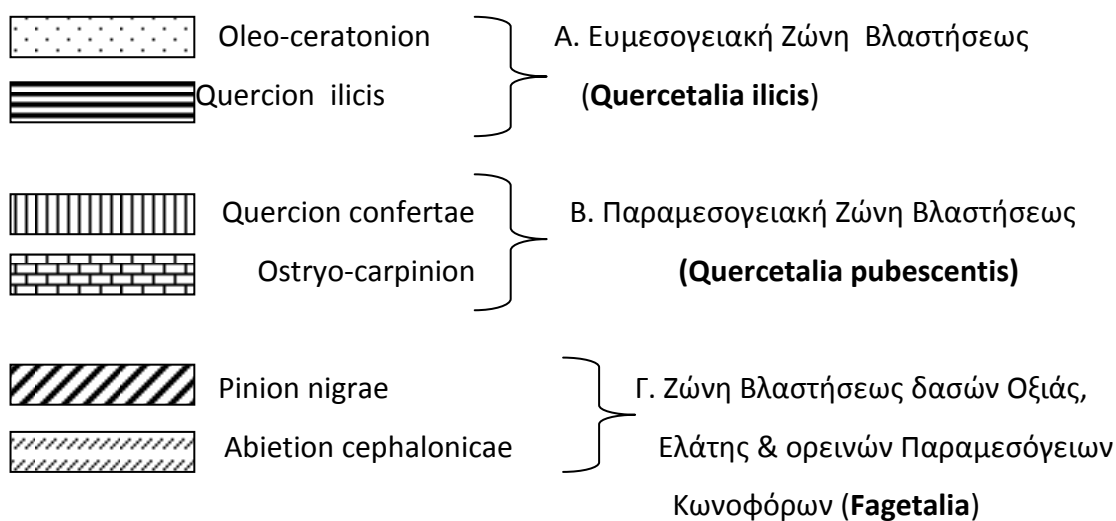 Oleo-ceratonion Α. Ευμεσογειακή Ζώνη Βλαστήσεως
Quercion ilicis (Quercetalia ilicis)
Quercion confertae Β. Παραμεσογειακή Ζώνη Βλαστήσεως
Ostryo-carpinion (Quercetalia pubescentis)
Pinion nigrae Γ. Ζώνη Βλαστήσεως δασών Οξιάς,
Abietion cephalonicae Ελάτης & ορεινών Παραμεσόγειων
Κωνοφόρων (Fagetalia)